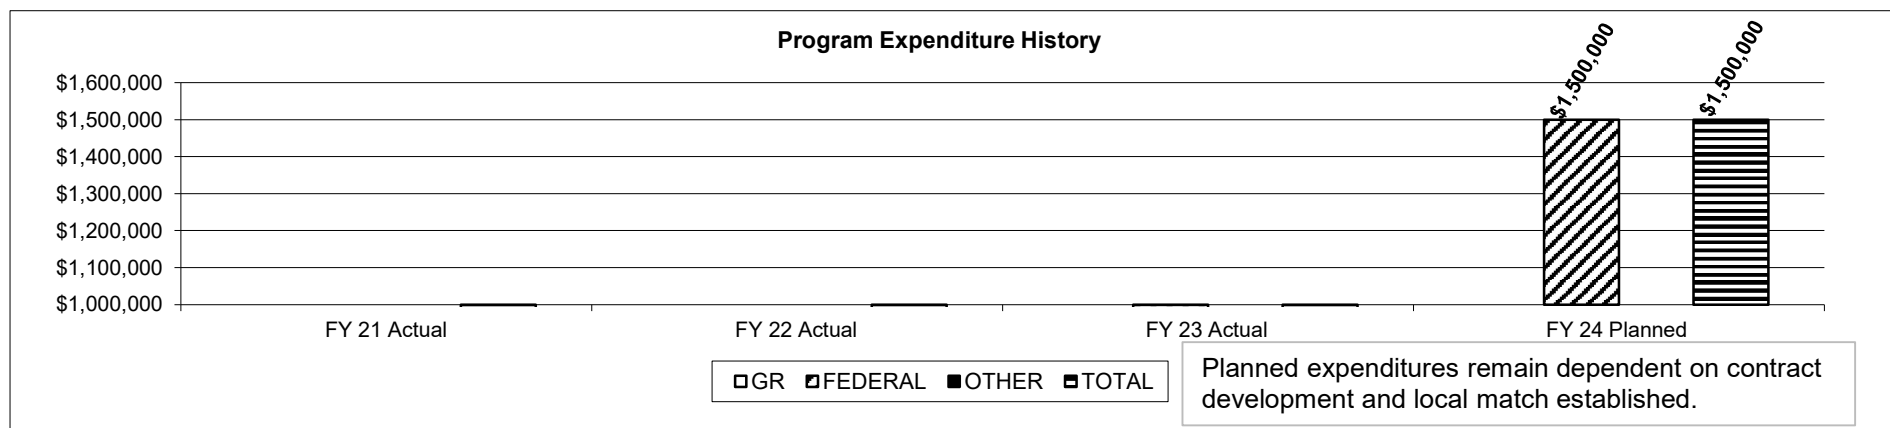 Program Expenditure History
$1,500,000
$1,500,000
$1,600,000
$1,500,000
$1,400,000
$1,300,000
$1,200,000
$1,100,000
$1,000,000
FY 21 Actual
FY 22 Actual
FY 23 Actual
FY 24 Planned
GR FEDERAL OTHER TOTAL
Planned expenditures remain dependent on contract
development and local match established.